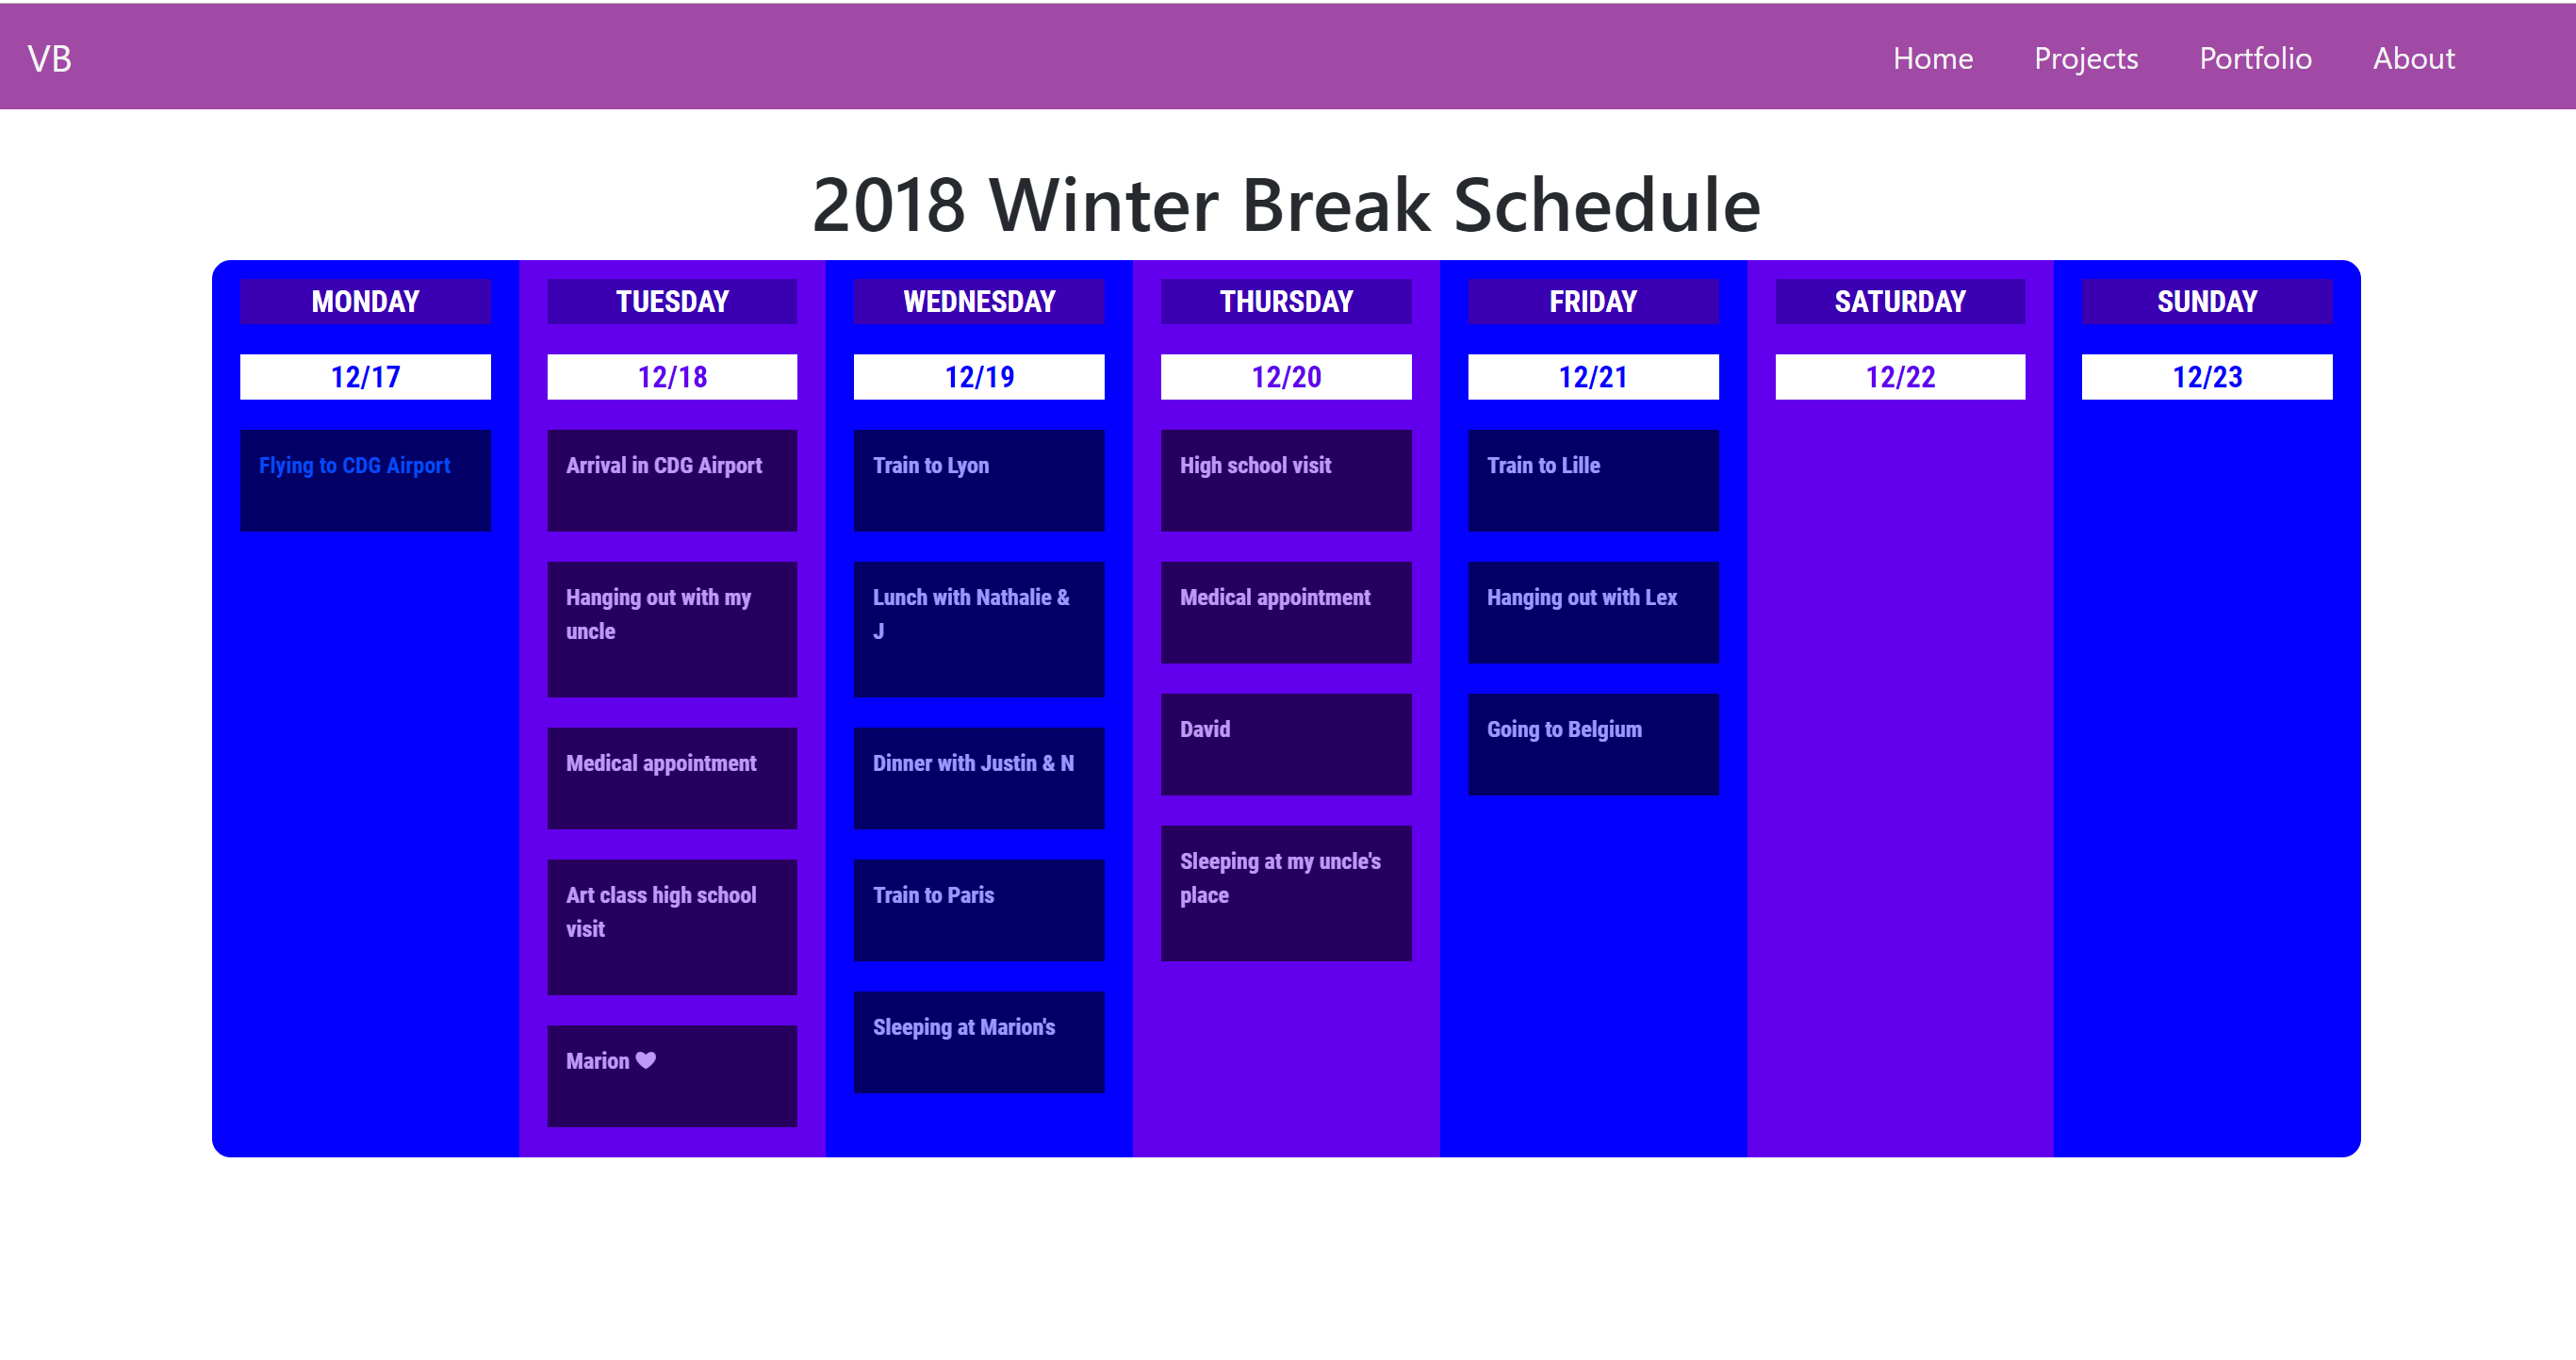 VB
Home Projects Portfolio About
2018 Winter Break Schedule
MONDAY
12/17
Flying to CDG Airport
TUESDAY
12/18
Arrival in CDG Airport
Hanging out with my
uncle
Medical appointment
Art class high school
visit
Marion ♥
WEDNESDAY
12/19
Train to Lyon
Lunch with Nathalie &
J
Dinner with Justin & N
Train to Paris
Sleeping at Marion's
THURSDAY
12/20
High school visit
Medical appointment
David
Sleeping at my uncle's
place
FRIDAY
12/21
Train to Lille
Hanging out with Lex
Going to Belgium
SATURDAY
12/22
SUNDAY
12/23